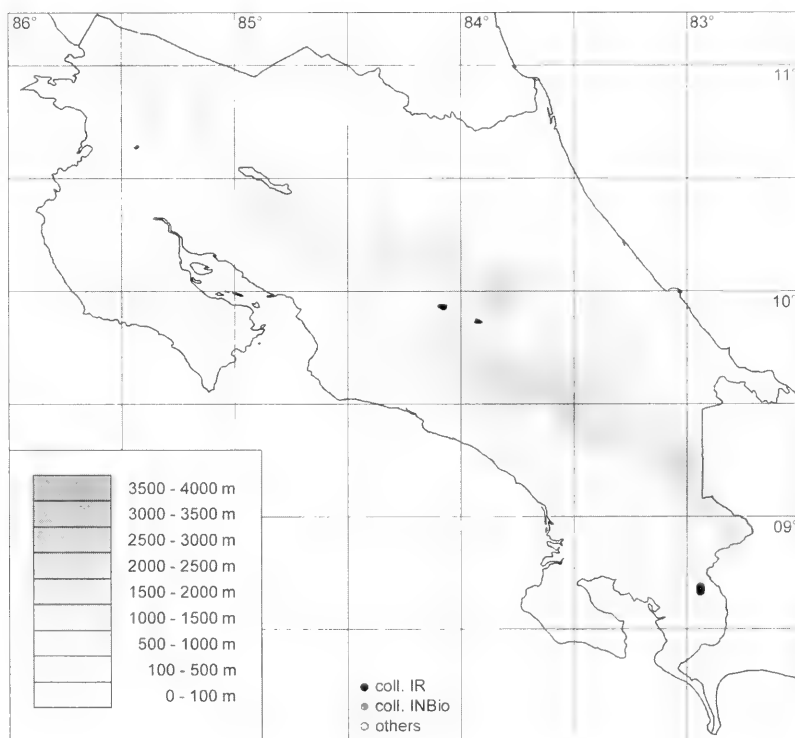 86°
85°
84°
83°
11°
10°
09°
3500 - 4000 m
3000 - 3500 m
2500 - 3000 m
2000 - 2500 m
1500 - 2000 m
1000 - 1500 m
500 - 1000 m
100 - 500 m
0 - 100 m
coll. IR
coll. INBio
others